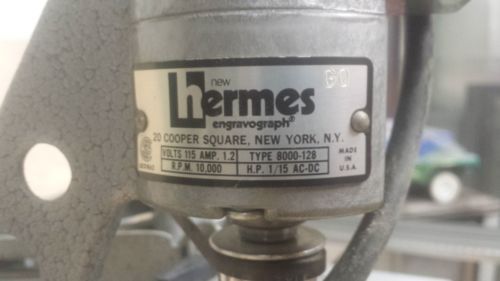 new
hermes
engravograph®
20 COOPER SQUARE, NEW YORK, N.Y.
VOLTS 115 AMP. 1.2 TYPE 8000-128
R.P.M. 10,000 H.P. 1/15 AC-DC
MADE
IN
U.S.A.